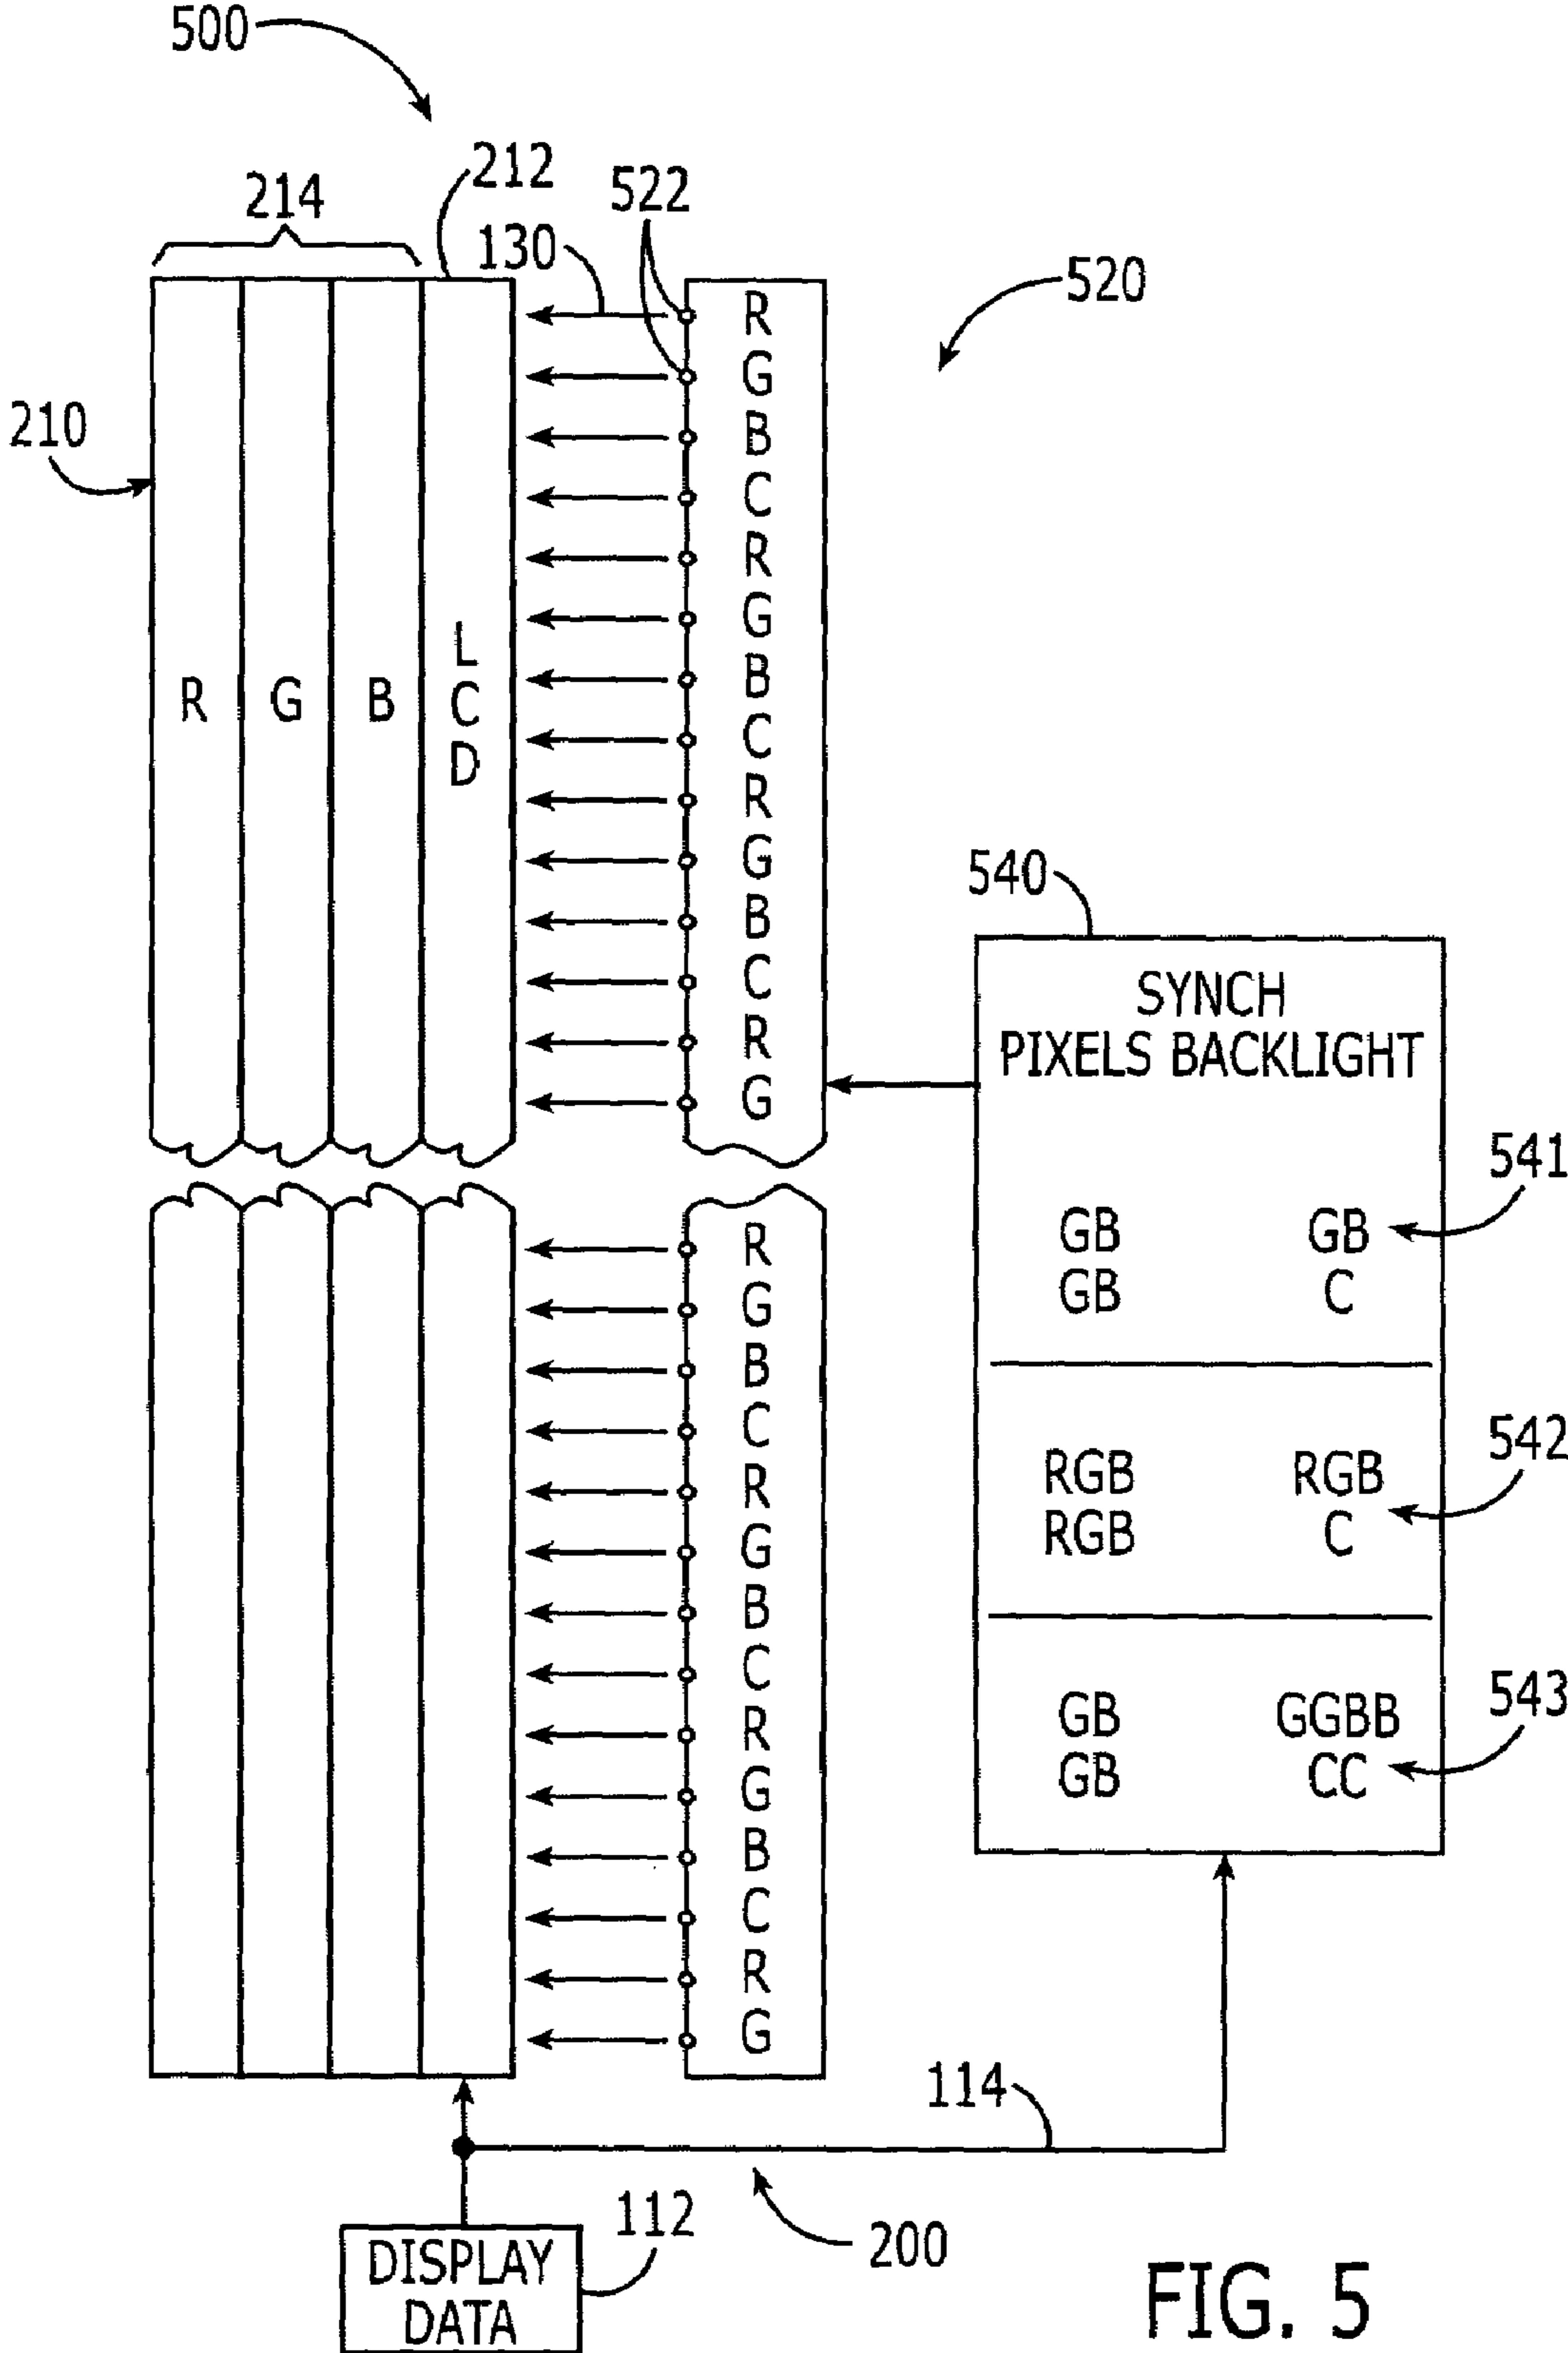 500
212
214
522
130
520
210
R G B
L
C
D
R
G
B
C
R
G
B
C
R
G
B
C
R
G
540
SYNCH
PIXELS BACKLIGHT
541
GB GB
GB C
542
RGB RGB
RGB C
543
GB GGBB
GB CC
R
G
B
C
R
G
B
C
R
G
B
C
R
G
114
112
200
DISPLAY
DATA
FIG. 5